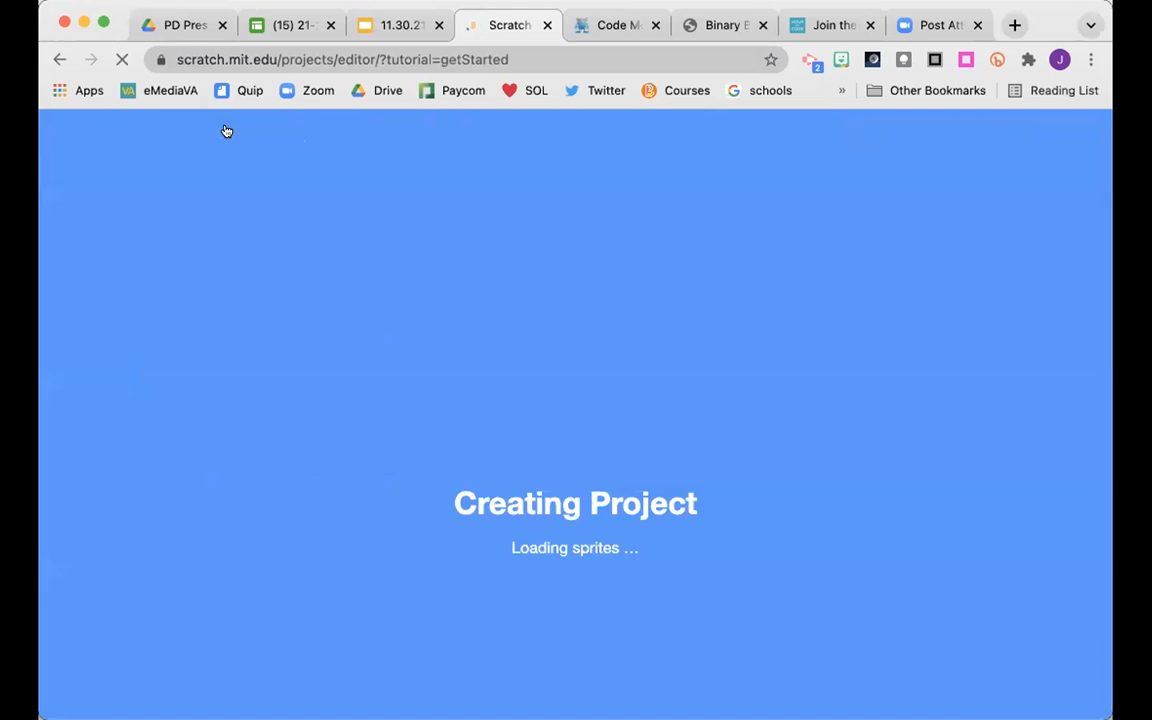 PD Pres
(15) 21-
11.30.21
Scratch
Code M
Binary E
Join the
Post Att
scratch.mit.edu/projects/editor/?tutorial=getStarted
2
J
Apps
VA eMediaVA
Quip
Zoom
Drive
Paycom
SOL
Twitter
Courses
schools
»
Other Bookmarks
Reading List
Creating Project
Loading sprites …